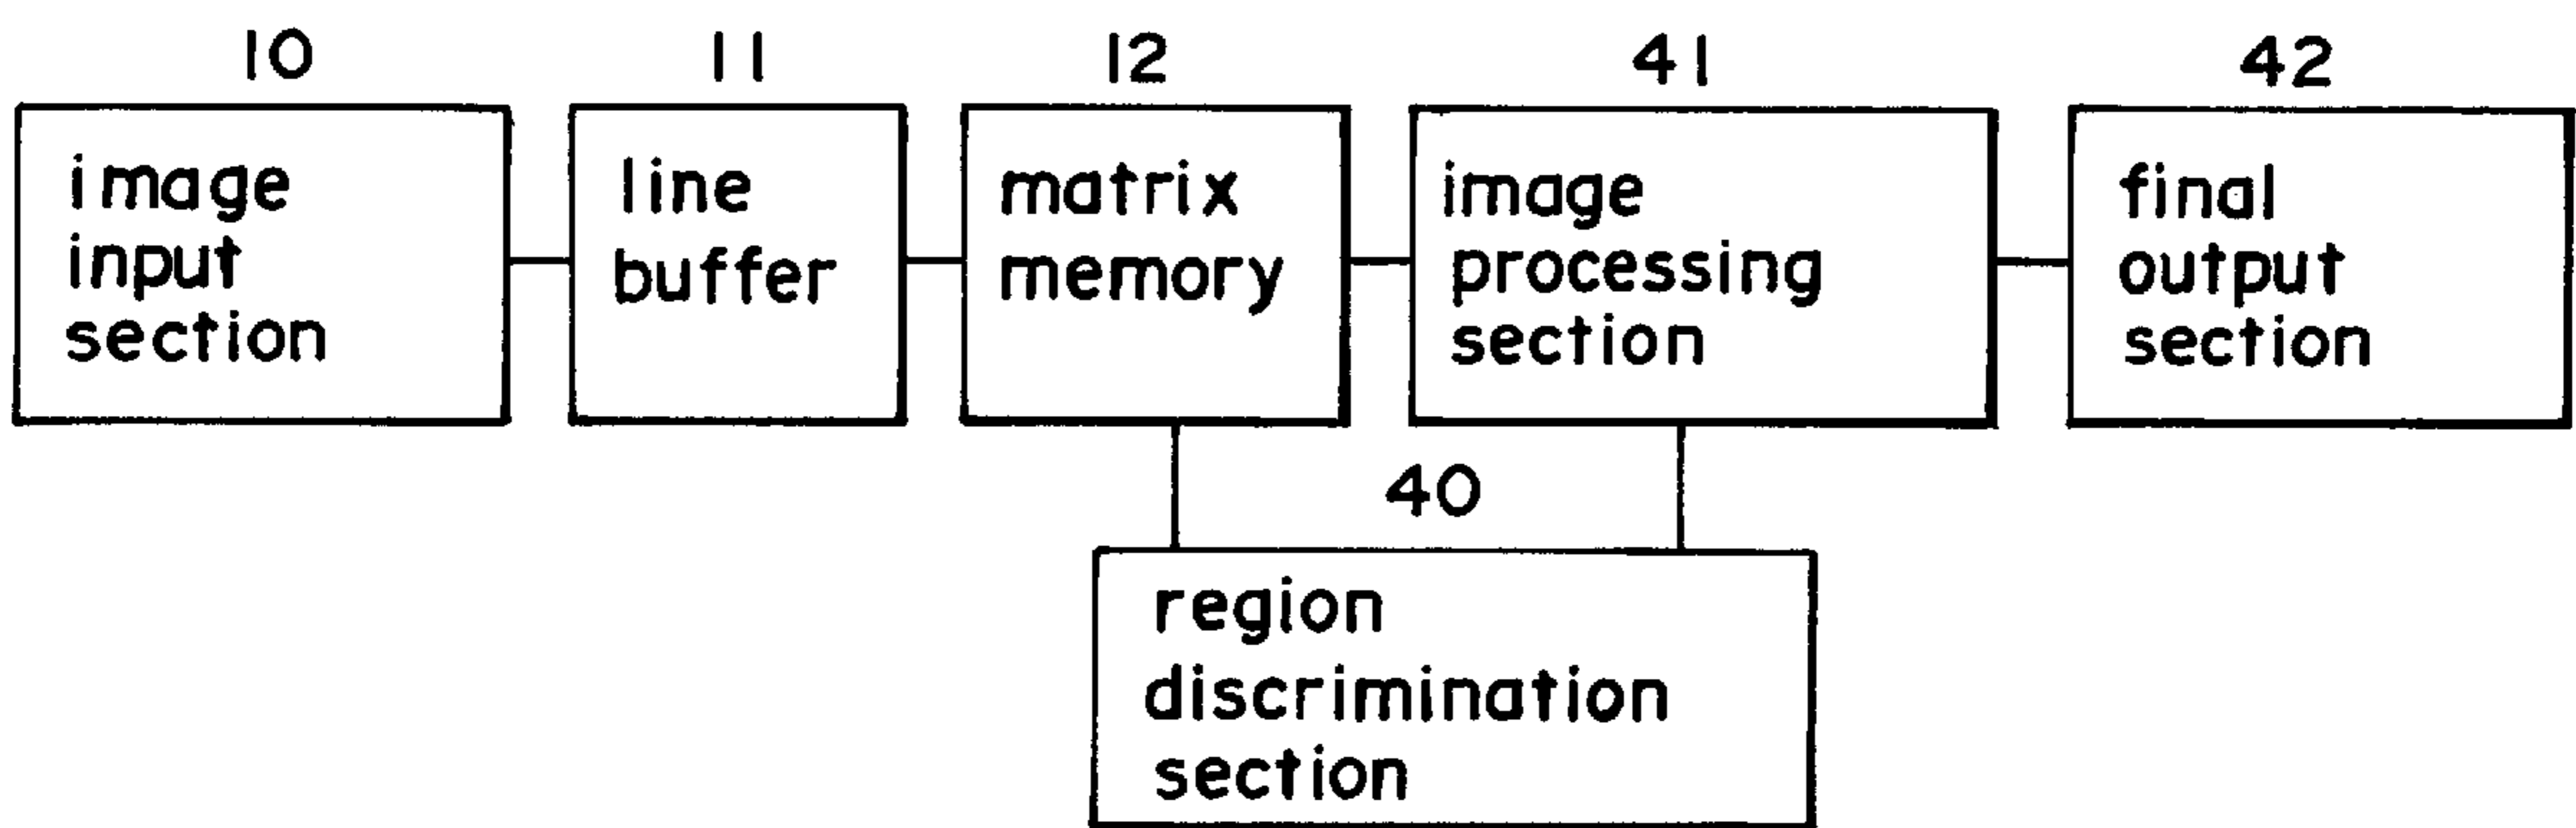 10
image
input
section
11
line
buffer
12
matrix
memory
41
image
processing
section
42
final
output
section
40
region
discrimination
section